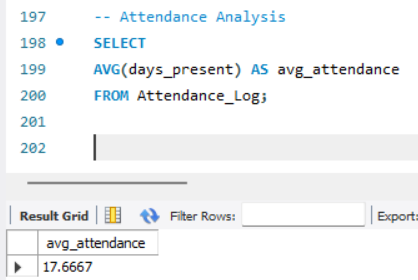 197 -- Attendance Analysis
198 SELECT
199 AVG(days_present) AS avg_attendance
200 FROM Attendance_Log;
201
202
Result Grid Filter Rows: Export:
avg_attendance
17.6667